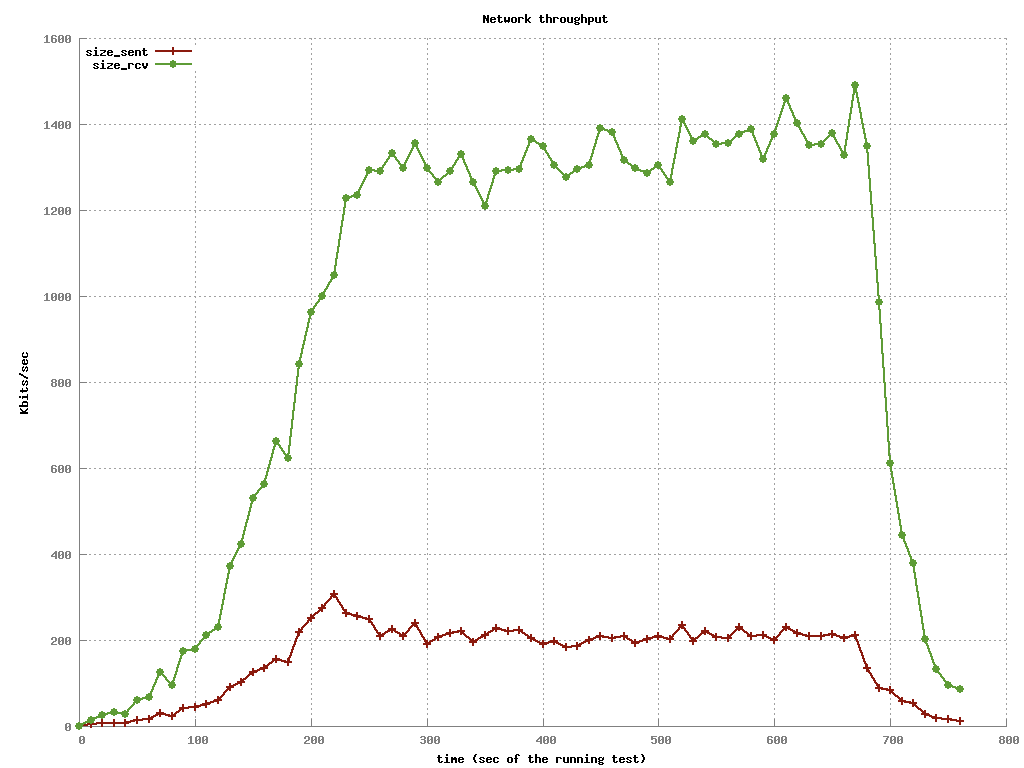 Network throughput
1600
size_sent
size_rcv
1400
1200
1000
800
Kbits/sec
600
400
200
0
0 100 200 300 400 500 600 700 800
time (sec of the running test)